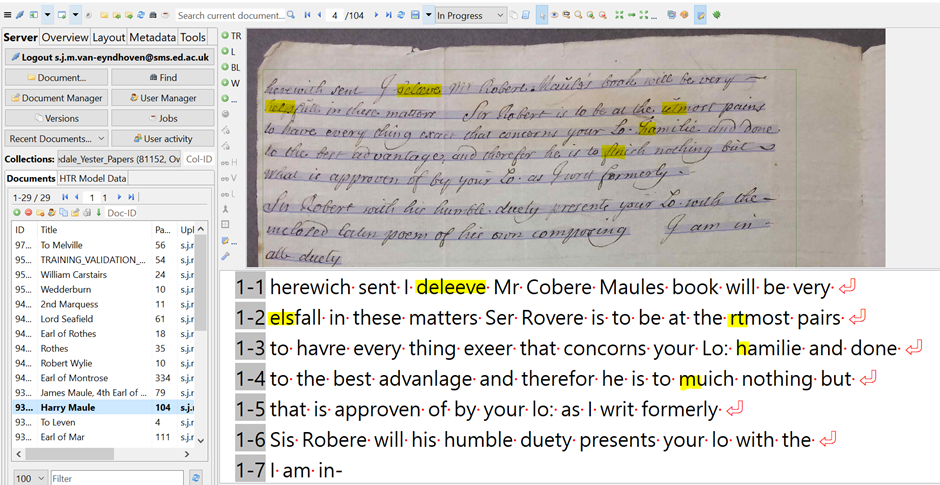 Search current document...
4 /104
In Progress
Server Overview Layout Metadata Tools
Logout s.j.m.van-eyndhoven@sms.ed.ac.uk
Document... Find
Document Manager User Manager
Versions Jobs
Recent Documents... User activity
Collections: dale_Yester_Papers (81152, Ow Col-ID
Documents HTR Model Data
1-29 / 29 1 1
Doc-ID
ID Title Pa... Upl
97... To Melville 56 s.j.r
95... TRAINING_VALIDATION_... 54 s.j.r
95... William Carstairs 24 s.j.r
95... Wedderburn 10 s.j.r
94... 2nd Marquess 11 s.j.r
94... Lord Seafield 61 s.j.r
94... Earl of Rothes 18 s.j.r
94... Rothes 35 s.j.r
94... Robert Wylie 10 s.j.r
94... Earl of Montrose 334 s.j.r
94... James Maule, 4th Earl of ... 79 s.j.r
93... Harry Maule 104 s.j.r
93... To Leven 4 s.j.r
93... Earl of Mar 111 s.j.r
100 Filter
TR
L
BL
W
...
H
V
L
herewith sent I beleeve Mr Robert Maule's book will be very
helpfull in these matters Sir Robert is to be at the utmost pains
to have every thing exact that concerns your Lo. familie and done
to the best advantage, and therefor he is to finich nothing but
what is approven of by your Lo. as I writ formerly.
Sir Robert with his humble duety presents your Lo. with the
inclosed latin poem of his own composing I am in
all duety
1-1 herewich sent I deleeve Mr Cobere Maules book will be very
1-2 elsfall in these matters Ser Rovere is to be at the rtmost pairs
1-3 to havre every thing exeer that concorns your Lo: hamilie and done
1-4 to the best advanlage and therefor he is to muich nothing but
1-5 that is approven of by your lo: as I writ formerly
1-6 Sis Robere will his humble duety presents your lo with the
1-7 I am in-